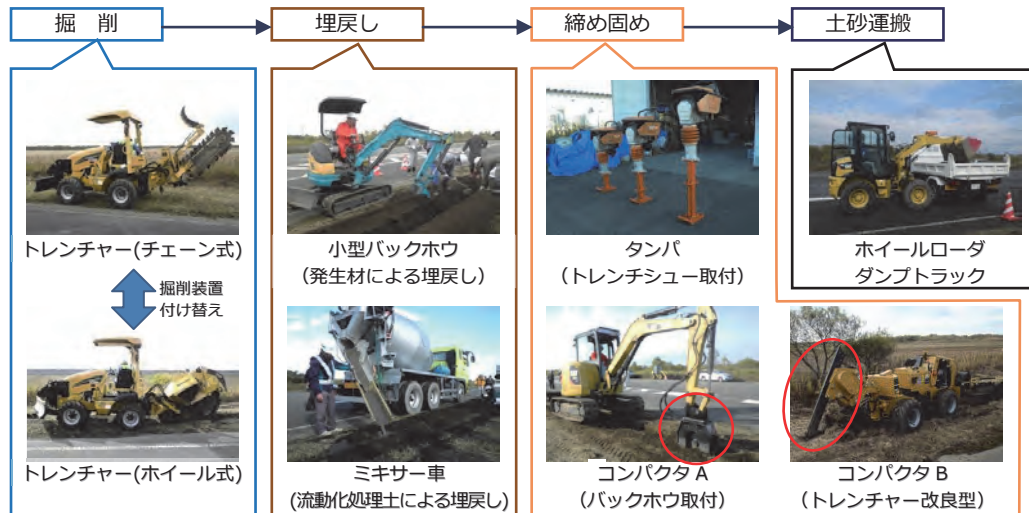 掘　削
埋戻し
締め固め
土砂運搬
トレンチャー(チェーン式)
掘削装置
付け替え
トレンチャー(ホイール式)
小型バックホウ
(発生材による埋戻し)
ミキサー車
(流動化処理土による埋戻し)
タンパ
(トレンチシュー取付)
コンパクタ A
(バックホウ取付)
コンパクタ B
(トレンチャー改良型)
ホイールローダ
ダンプトラック